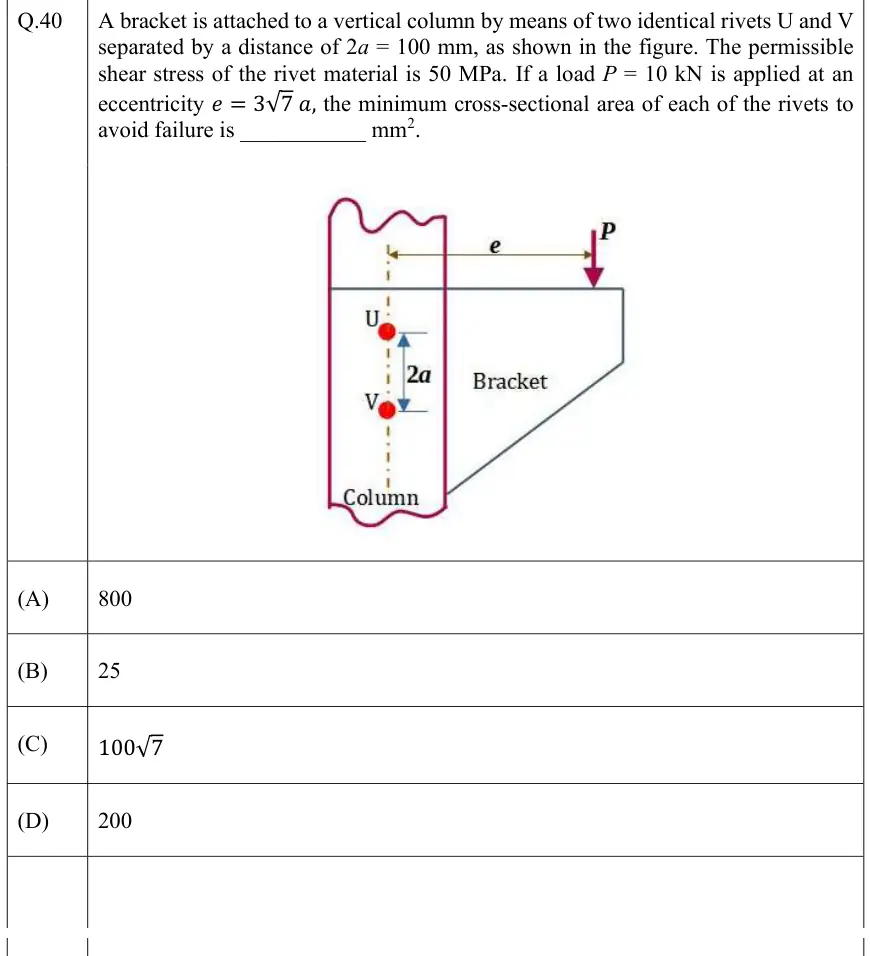 Q.40 A bracket is attached to a vertical column by means of two identical rivets U and V
separated by a distance of 2a = 100 mm, as shown in the figure. The permissible
shear stress of the rivet material is 50 MPa. If a load P = 10 kN is applied at an
eccentricity e = 3√7 a, the minimum cross-sectional area of each of the rivets to
avoid failure is ___________ mm².
P
e
U
2a
Bracket
V
Column
(A) 800
(B) 25
(C) 100√7
(D) 200